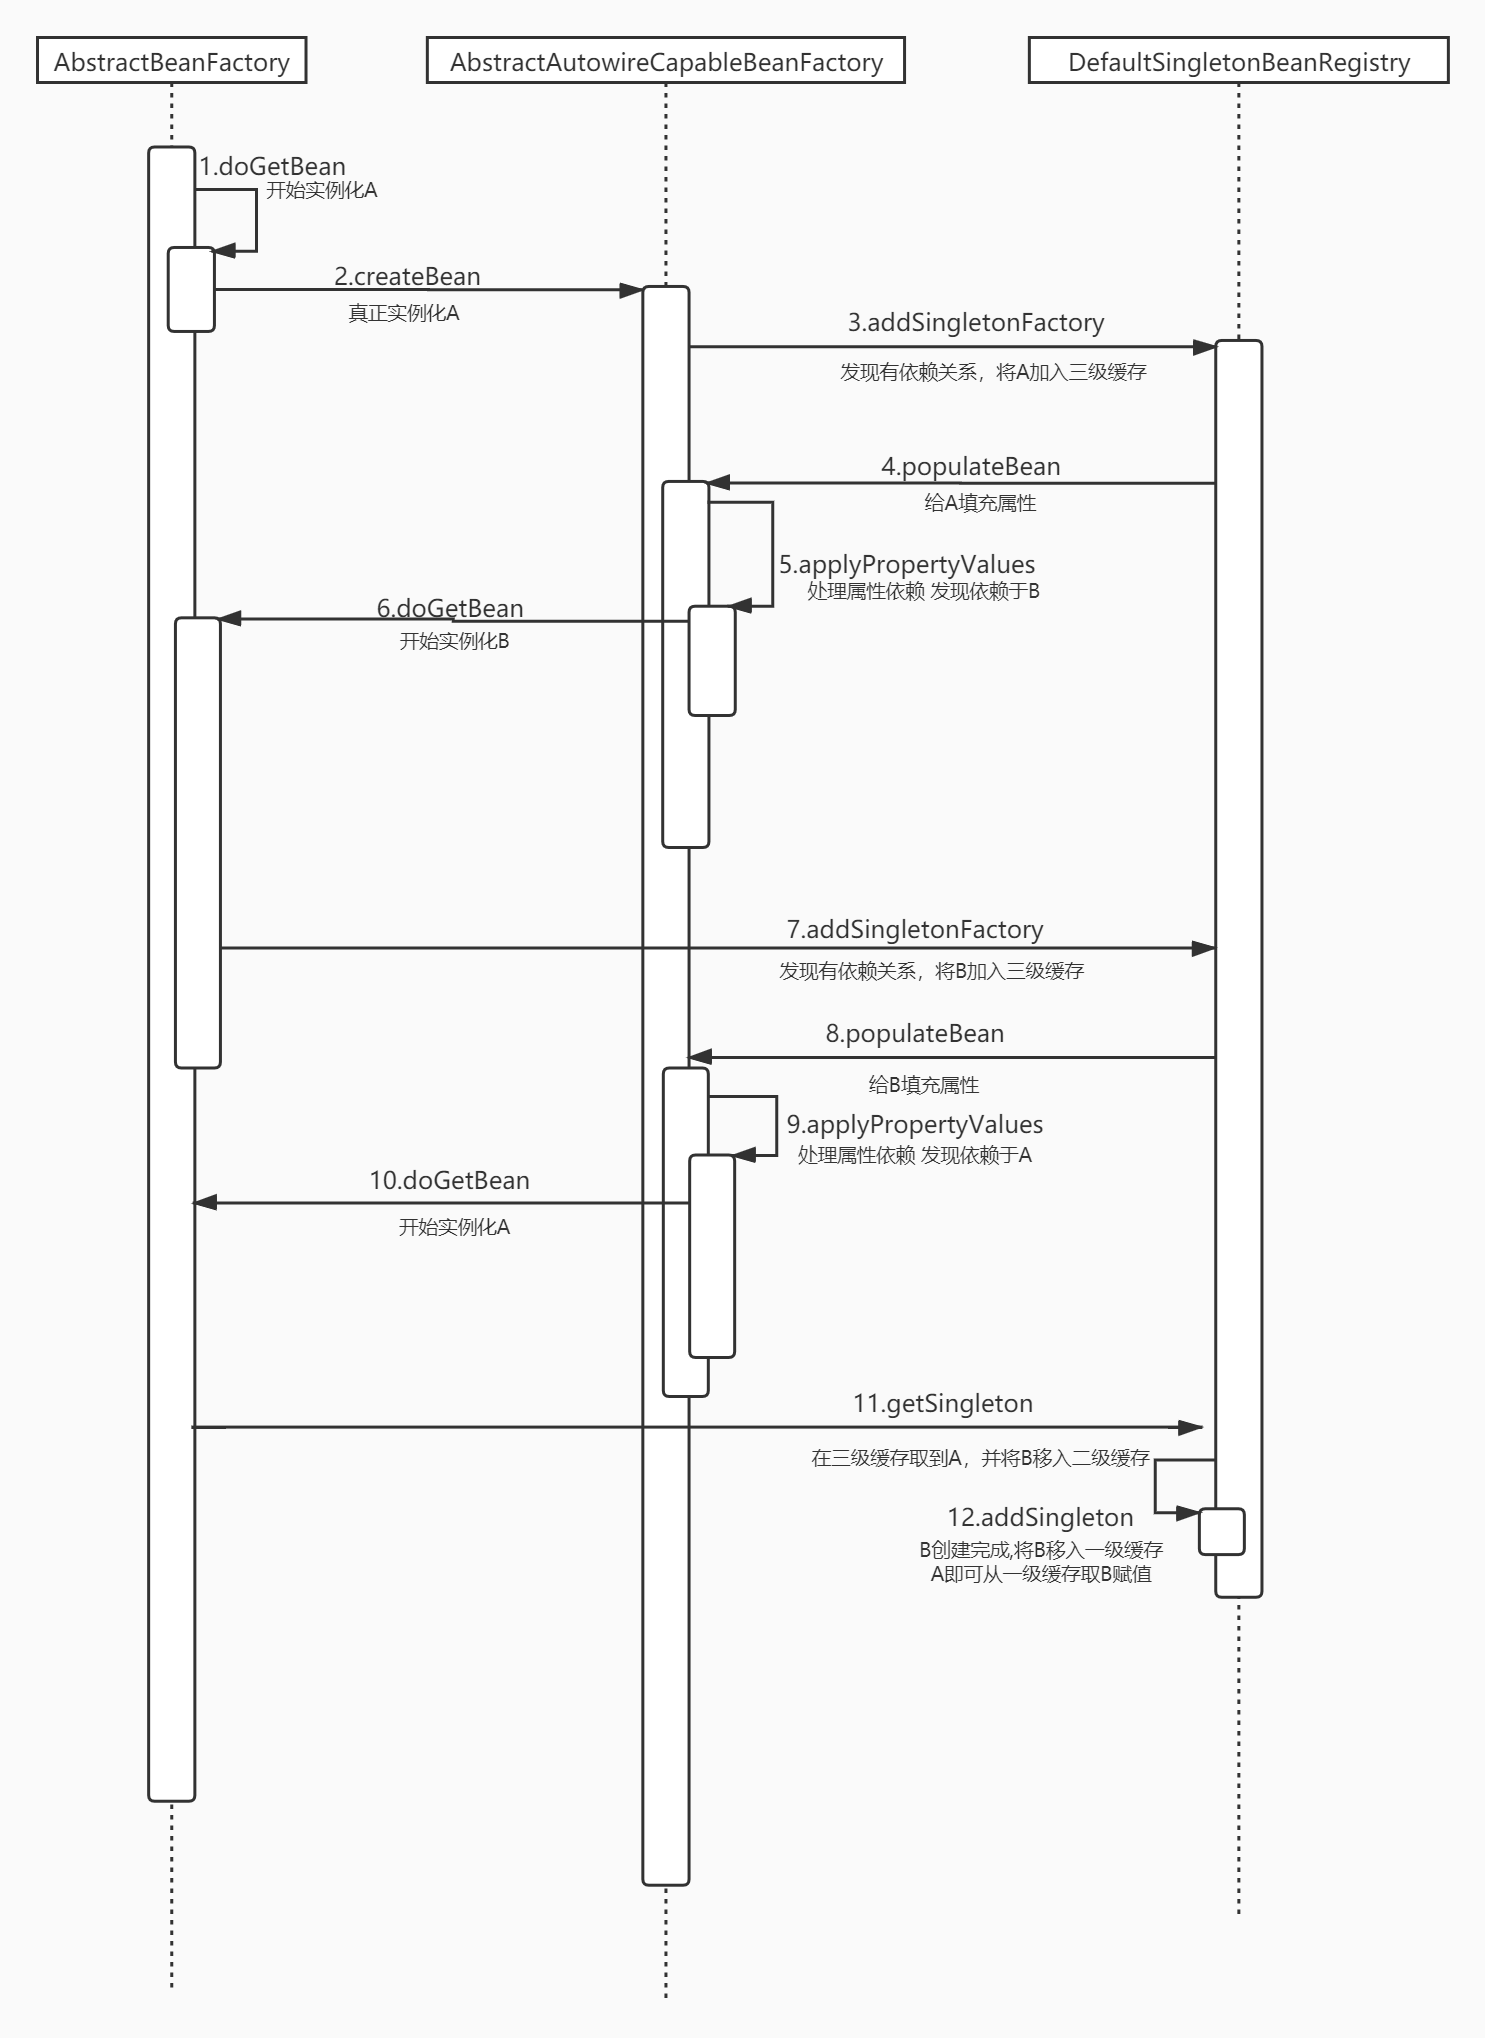 AbstractBeanFactory
AbstractAutowireCapableBeanFactory
DefaultSingletonBeanRegistry
1.doGetBean
开始实例化A
2.createBean
真正实例化A
3.addSingletonFactory
发现有依赖关系，将A加入三级缓存
4.populateBean
给A填充属性
5.applyPropertyValues
处理属性依赖 发现依赖于B
6.doGetBean
开始实例化B
7.addSingletonFactory
发现有依赖关系，将B加入三级缓存
8.populateBean
给B填充属性
9.applyPropertyValues
处理属性依赖 发现依赖于A
10.doGetBean
开始实例化A
11.getSingleton
在三级缓存取到A，并将B移入二级缓存
12.addSingleton
B创建完成,将B移入一级缓存
A即可从一级缓存取B赋值